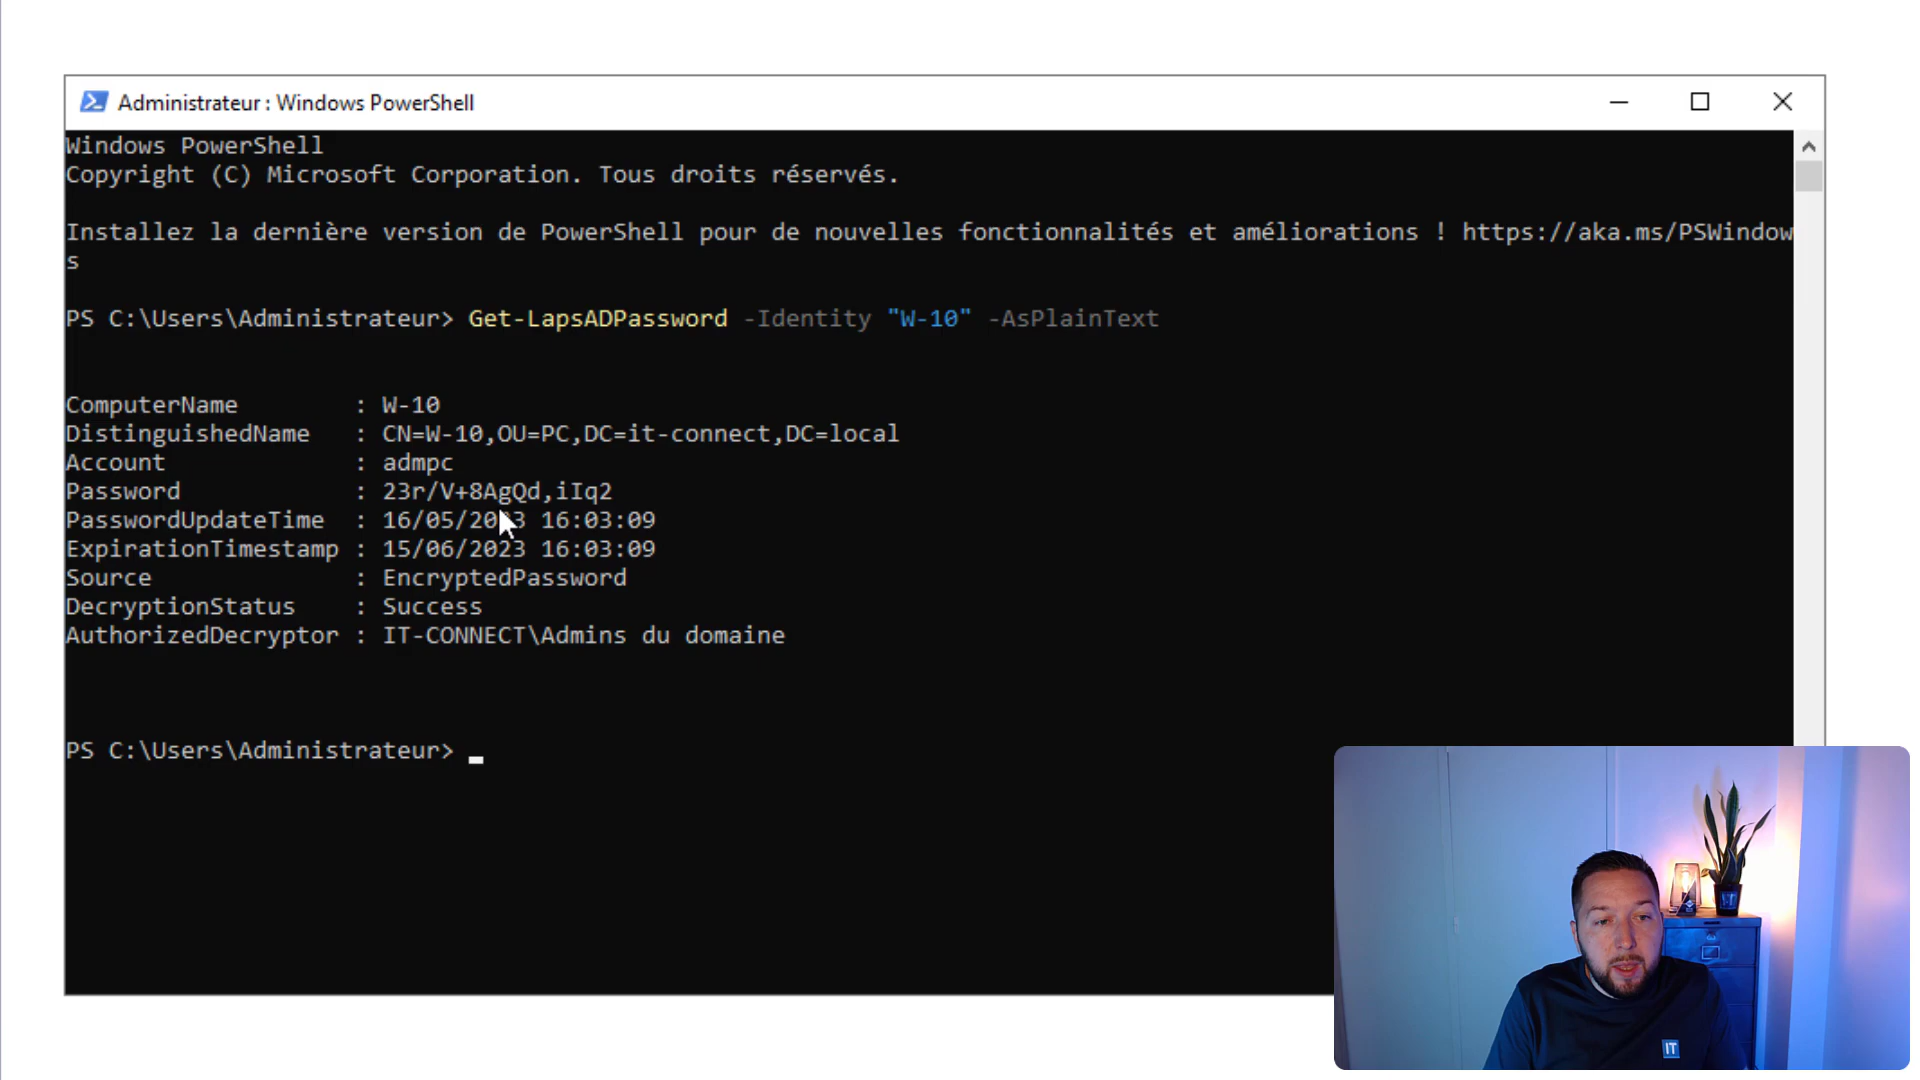 Administrateur : Windows PowerShell
Windows PowerShell
Copyright (C) Microsoft Corporation. Tous droits réservés.
Installez la dernière version de PowerShell pour de nouvelles fonctionnalités et améliorations ! https://aka.ms/PSWindow
s
PS C:\Users\Administrateur> Get-LapsADPassword -Identity "W-10" -AsPlainText
ComputerName : W-10
DistinguishedName : CN=W-10,OU=PC,DC=it-connect,DC=local
Account : admpc
Password : 23r/V+8AgQd,iIq2
PasswordUpdateTime : 16/05/2023 16:03:09
ExpirationTimestamp : 15/06/2023 16:03:09
Source : EncryptedPassword
DecryptionStatus : Success
AuthorizedDecryptor : IT-CONNECT\Admins du domaine
PS C:\Users\Administrateur>
IT